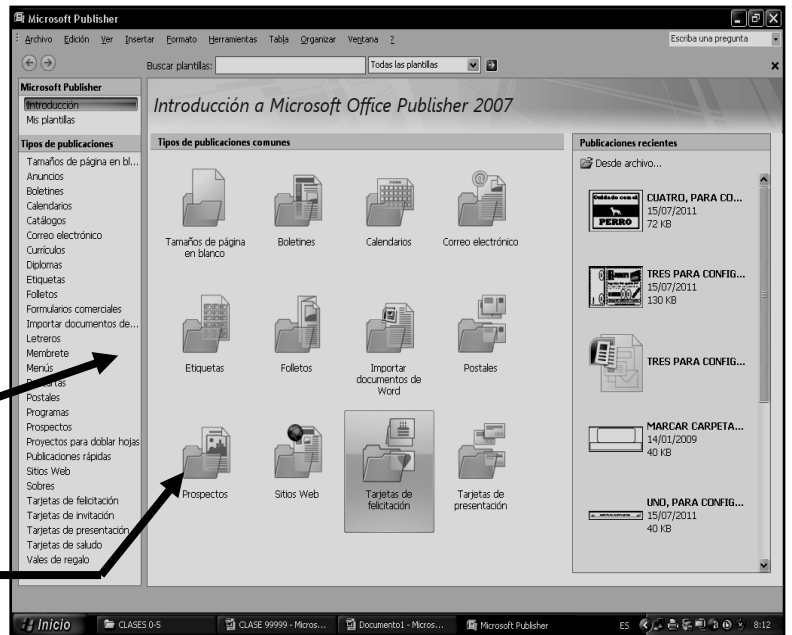 Microsoft Publisher
Archivo Edición Ver Insertar Formato Herramientas Tabla Organizar Ventana ?
Escriba una pregunta
Buscar plantillas:
Todas las plantillas
Microsoft Publisher
Introducción
Mis plantillas
Tipos de publicaciones
Tamaños de página en bl...
Anuncios
Boletines
Calendarios
Catálogos
Correo electrónico
Currículos
Diplomas
Etiquetas
Folletos
Formularios comerciales
Importar documentos de...
Letreros
Membrete
Menús
Postales
Programas
Prospectos
Proyectos para doblar hojas
Publicaciones rápidas
Sitios Web
Sobres
Tarjetas de felicitación
Tarjetas de invitación
Tarjetas de presentación
Tarjetas de saludo
Vales de regalo
Introducción a Microsoft Office Publisher 2007
Tipos de publicaciones comunes
Tamaños de página
en blanco
Boletines
Calendarios
Correo electrónico
Etiquetas
Folletos
Importar
documentos de
Word
Postales
Prospectos
Sitios Web
Tarjetas de
felicitación
Tarjetas de
presentación
Publicaciones recientes
Desde archivo...
Cuidado con el
PERRO
CUATRO, PARA CO...
15/07/2011
72 KB
TRES PARA CONFIG...
15/07/2011
130 KB
TRES PARA CONFIG...
MARCAR CARPETA...
14/01/2009
40 KB
UNO, PARA CONFIG...
15/07/2011
40 KB
Inicio
CLASES 0-5
CLASE 99999 - Micros...
Documento1 - Micros...
Microsoft Publisher
ES
8:12